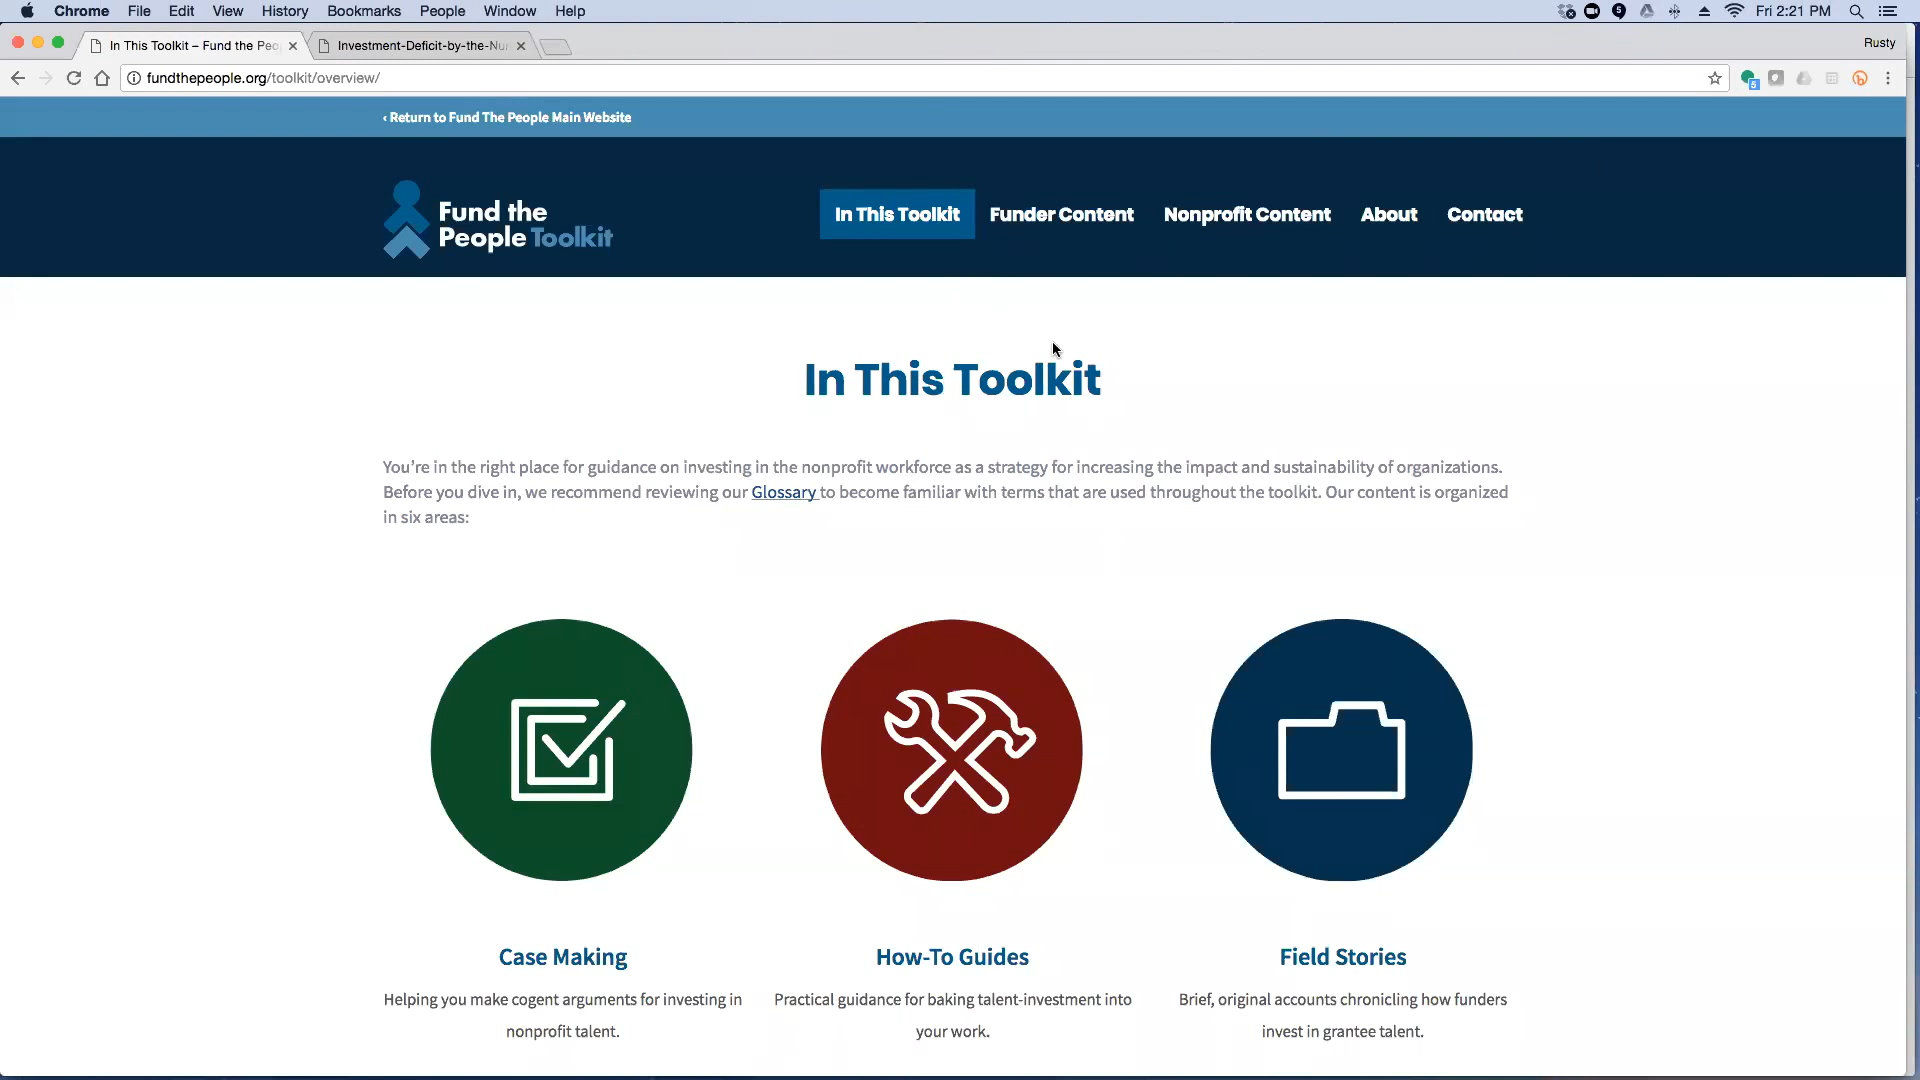 Chrome File Edit View History Bookmarks People Window Help Fri 2:21 PM
In This Toolkit – Fund the Peo Investment-Deficit-by-the-Nu Rusty
fundthepeople.org/toolkit/overview/
‹ Return to Fund The People Main Website
Fund the
People Toolkit
In This Toolkit Funder Content Nonprofit Content About Contact
In This Toolkit
You’re in the right place for guidance on investing in the nonprofit workforce as a strategy for increasing the impact and sustainability of organizations.
Before you dive in, we recommend reviewing our Glossary to become familiar with terms that are used throughout the toolkit. Our content is organized
in six areas:
Case Making
Helping you make cogent arguments for investing in
nonprofit talent.
How-To Guides
Practical guidance for baking talent-investment into
your work.
Field Stories
Brief, original accounts chronicling how funders
invest in grantee talent.